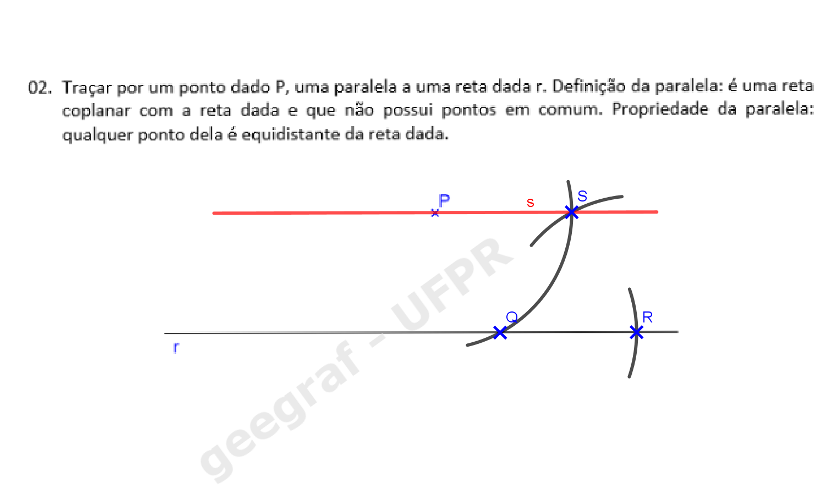 02. Traçar por um ponto dado P, uma paralela a uma reta dada r. Definição da paralela: é uma reta
coplanar com a reta dada e que não possui pontos em comum. Propriedade da paralela:
qualquer ponto dela é equidistante da reta dada.
P
s
S
Q
R
r
geegraf - UFPR